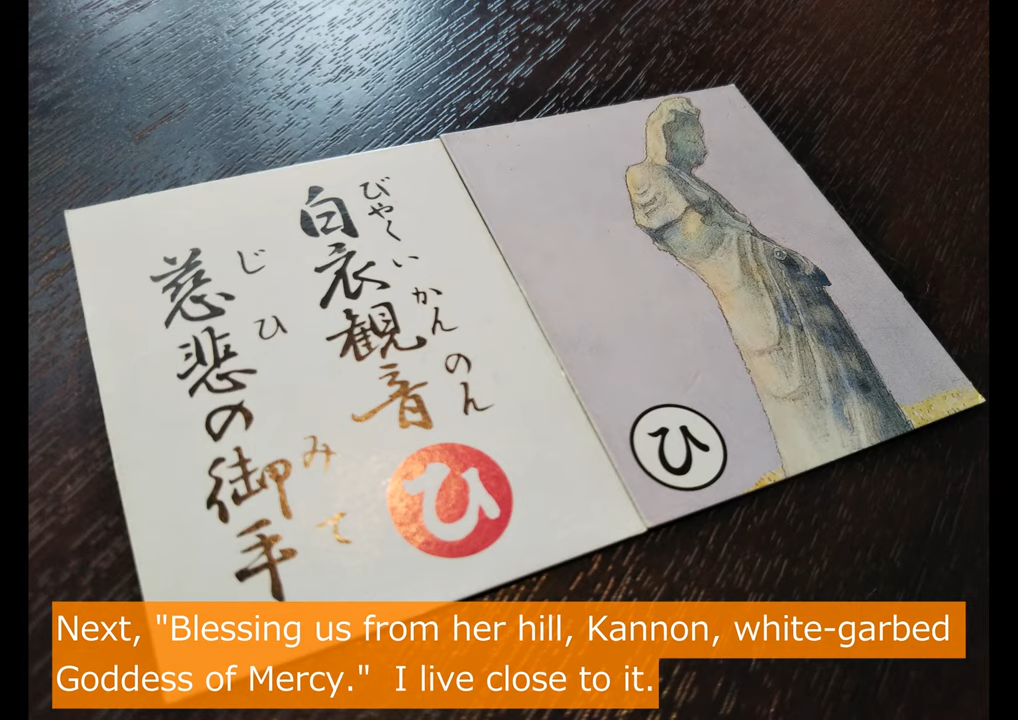 白衣観音
びやくいかんのん
慈悲の御手
じひ
みて
ひ
ひ
Next, "Blessing us from her hill, Kannon, white-garbed
Goddess of Mercy." I live close to it.